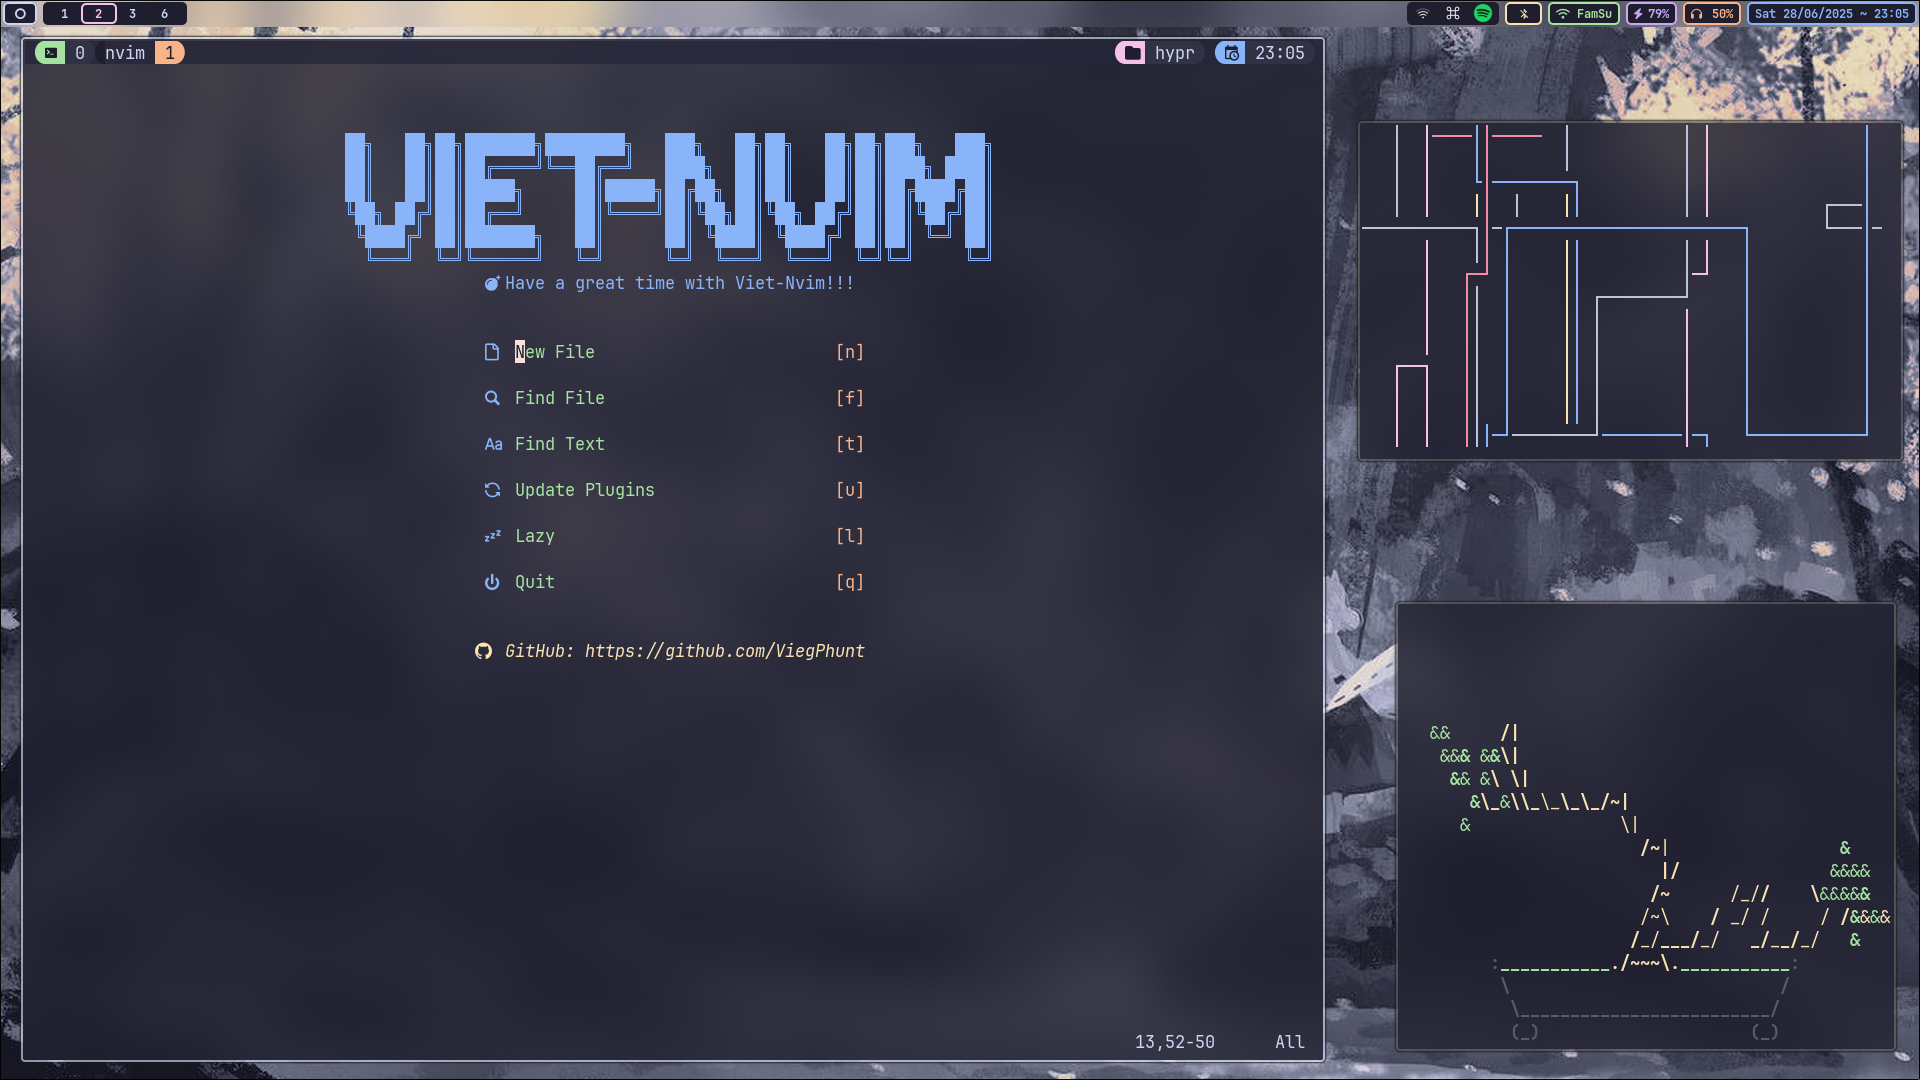 1 2 3 6
FamSu 79% 50% Sat 28/06/2025 ~ 23:05
0 nvim 1 hypr 23:05
VIET-NVIM
Have a great time with Viet-Nvim!!!
New File [n]
Find File [f]
Aa Find Text [t]
Update Plugins [u]
zzz Lazy [l]
Quit [q]
GitHub: https://github.com/ViegPhunt
13,52-50 All